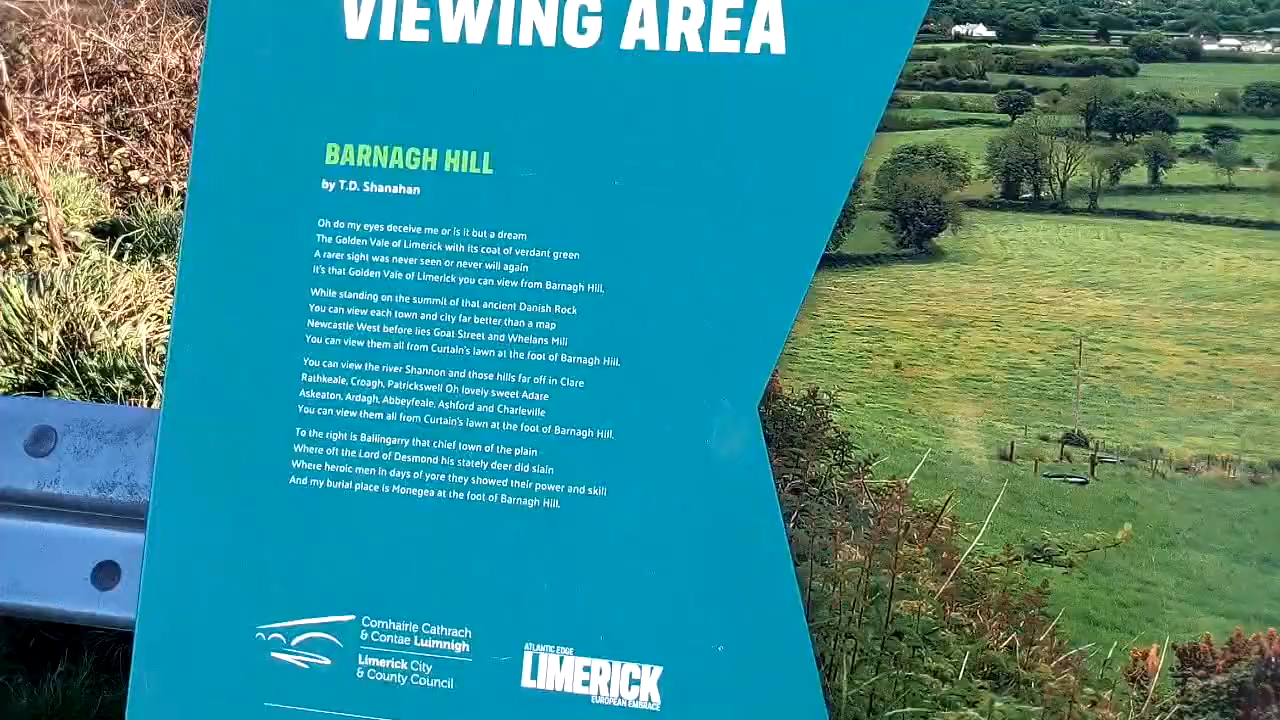 VIEWING AREA
BARNAGH HILL
by T.D. Shanahan
Oh do my eyes deceive me or is it but a dream
The Golden Vale of Limerick with its coat of verdant green
A rarer sight was never seen or never will again
It's that Golden Vale of Limerick you can view from Barnagh Hill.
While standing on the summit of that ancient Danish Rock
You can view each town and city far better than a map
Newcastle West before lies Goat Street and Whelans Mill
You can view them all from Curtain's lawn at the foot of Barnagh Hill.
You can view the river Shannon and those hills far off in Clare
Rathkeale, Croagh, Patrickswell Oh lovely sweet Adare
Askeaton, Ardagh, Abbeyfeale, Ashford and Charleville
You can view them all from Curtain's lawn at the foot of Barnagh Hill.
To the right is Ballingarry that chief town of the plain
Where oft the Lord of Desmond his stately deer did slain
Where heroic men in days of yore they showed their power and skill
And my burial place is Monegea at the foot of Barnagh Hill.
Comhairle Cathrach
& Contae Luimnigh
Limerick City
& County Council
ATLANTIC EDGE
LIMERICK
EUROPEAN EMBRACE